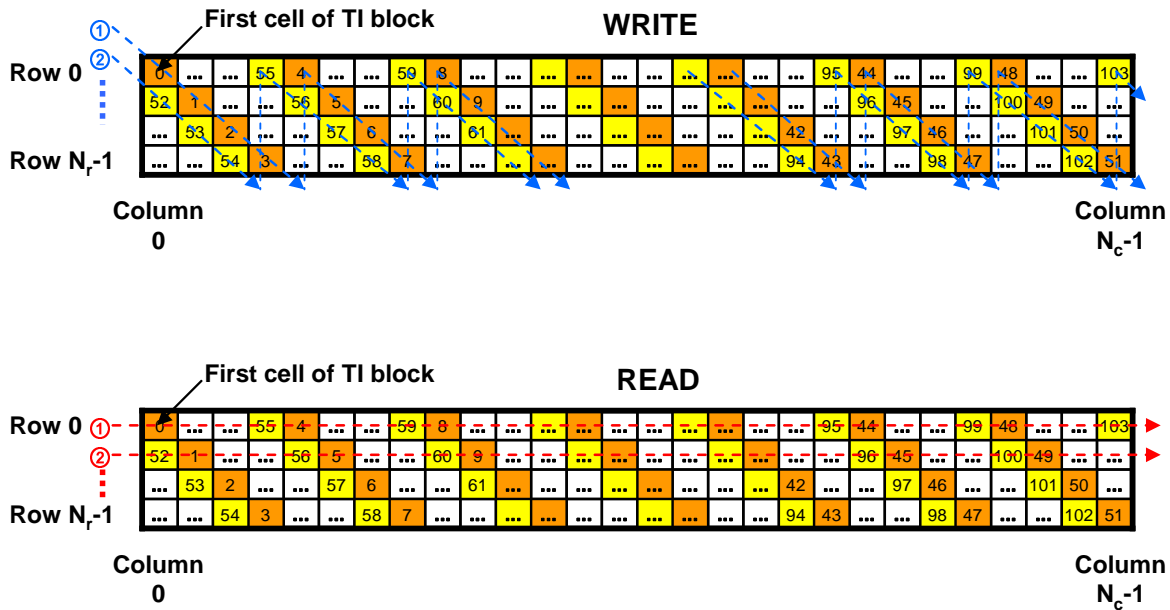 WRITE
① First cell of TI block
②
Row 0 0 ... ... 55 4 ... ... 59 8 ... ... ... ... ... ... ... ... ... ... 95 44 ... ... 99 48 ... ... 103
52 1 ... ... 56 5 ... ... 60 9 ... ... ... ... ... ... ... ... ... ... 96 45 ... ... 100 49 ... ...
... 53 2 ... ... 57 6 ... ... 61 ... ... ... ... ... ... ... ... 42 ... ... 97 46 ... ... 101 50 ...
Row Nr-1 ... ... 54 3 ... ... 58 7 ... ... ... ... ... ... ... ... ... ... 94 43 ... ... 98 47 ... ... 102 51
Column 0
Column Nc-1
READ
First cell of TI block
Row 0 ① 0 ... ... 55 4 ... ... 59 8 ... ... ... ... ... ... ... ... ... ... 95 44 ... ... 99 48 ... ... 103
② 52 1 ... ... 56 5 ... ... 60 9 ... ... ... ... ... ... ... ... ... ... 96 45 ... ... 100 49 ... ...
... 53 2 ... ... 57 6 ... ... 61 ... ... ... ... ... ... ... ... 42 ... ... 97 46 ... ... 101 50 ...
Row Nr-1 ... ... 54 3 ... ... 58 7 ... ... ... ... ... ... ... ... ... ... 94 43 ... ... 98 47 ... ... 102 51
Column 0
Column Nc-1